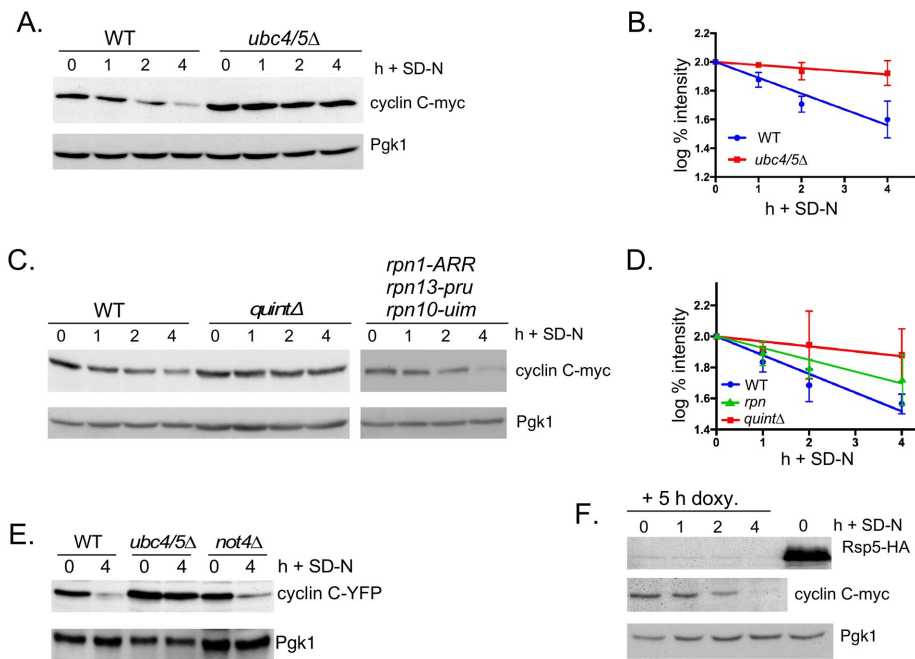 A.
WT
ubc4/5Δ
0 1 2 4 0 1 2 4 h + SD-N
cyclin C-myc
Pgk1
B.
log % intensity
2.0
1.8
1.6
1.4
1.2
0 1 2 3 4
WT
ubc4/5Δ
h + SD-N
C.
WT
quintΔ
rpn1-ARR
rpn13-pru
rpn10-uim
0 1 2 4 0 1 2 4 0 1 2 4 h + SD-N
cyclin C-myc
Pgk1
D.
log % intensity
2.0
1.8
1.6
1.4
0 1 2 3 4
WT
rpn
quintΔ
h + SD-N
E.
WT ubc4/5Δ not4Δ
0 4 0 4 0 4 h + SD-N
cyclin C-YFP
Pgk1
F.
+ 5 h doxy.
0 1 2 4 0 h + SD-N
Rsp5-HA
cyclin C-myc
Pgk1